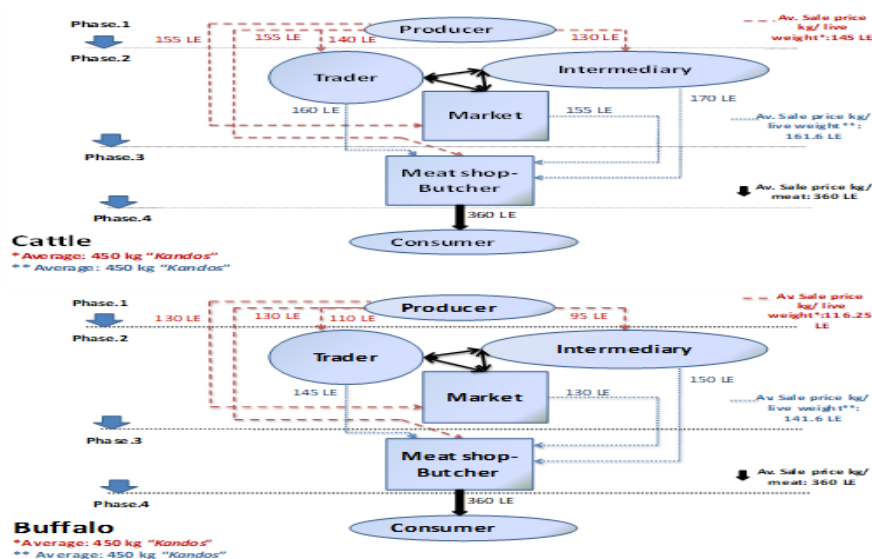 Phase.1
Producer
155 LE
155 LE
140 LE
130 LE
Av. Sale price
kg/ live
weight*:145 LE
Phase.2
Trader
Intermediary
160 LE
Market
155 LE
170 LE
Av. Sale price kg/
live weight**:
161.6 LE
Phase.3
Meat shop-
Butcher
Av. Sale price kg/
meat: 360 LE
Phase.4
360 LE
Consumer
Cattle
*Average: 450 kg "Kandos"
** Average: 450 kg "Kandos"
Phase.1
Producer
130 LE
130 LE
110 LE
95 LE
Av. Sale price
kg/ live
weight*:116.25
LE
Phase.2
Trader
Intermediary
145 LE
Market
130 LE
150 LE
Av. Sale price kg/
live weight**:
141.6 LE
Phase.3
Meat shop-
Butcher
Av. Sale price kg/
meat: 360 LE
Phase.4
360 LE
Consumer
Buffalo
*Average: 450 kg "Kandos"
** Average: 450 kg "Kandos"